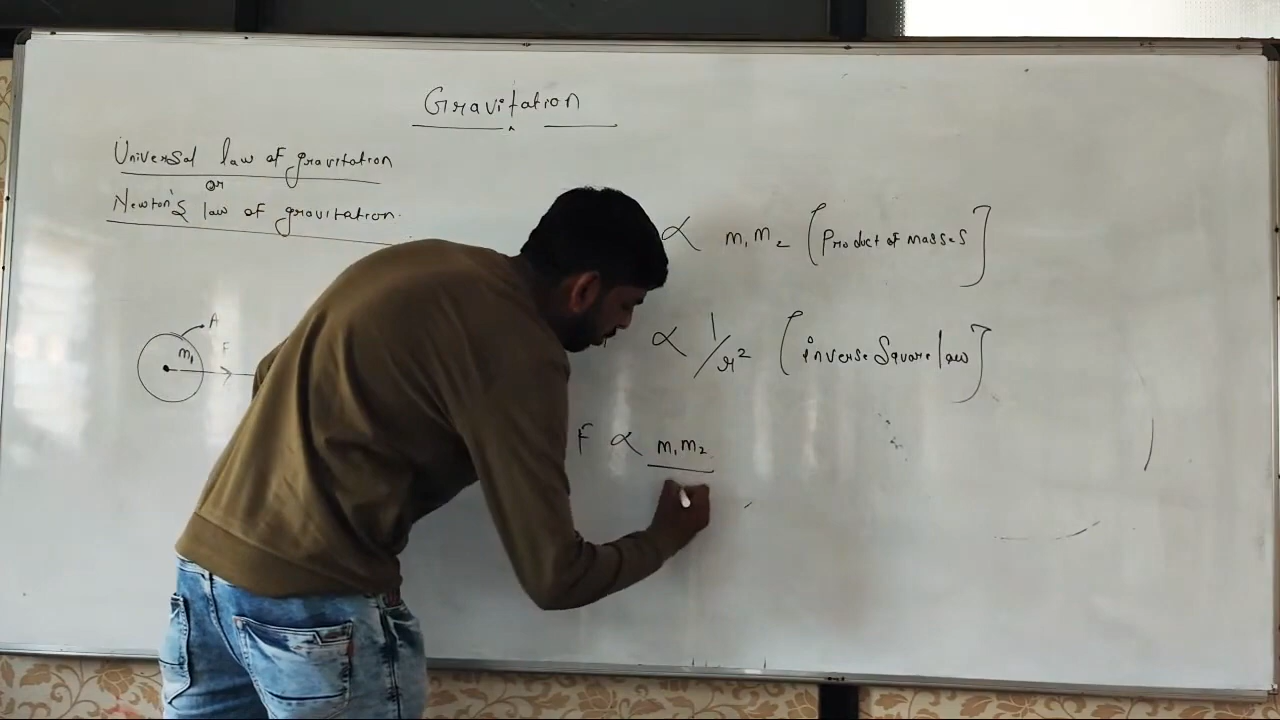 Gravitation
Universal law of gravitation
or
Newton's law of gravitation.
∝ m₁m₂ [Product of masses]
A
m₁
F
∝ 1/r² [inverse Square law]
F ∝ m₁m₂